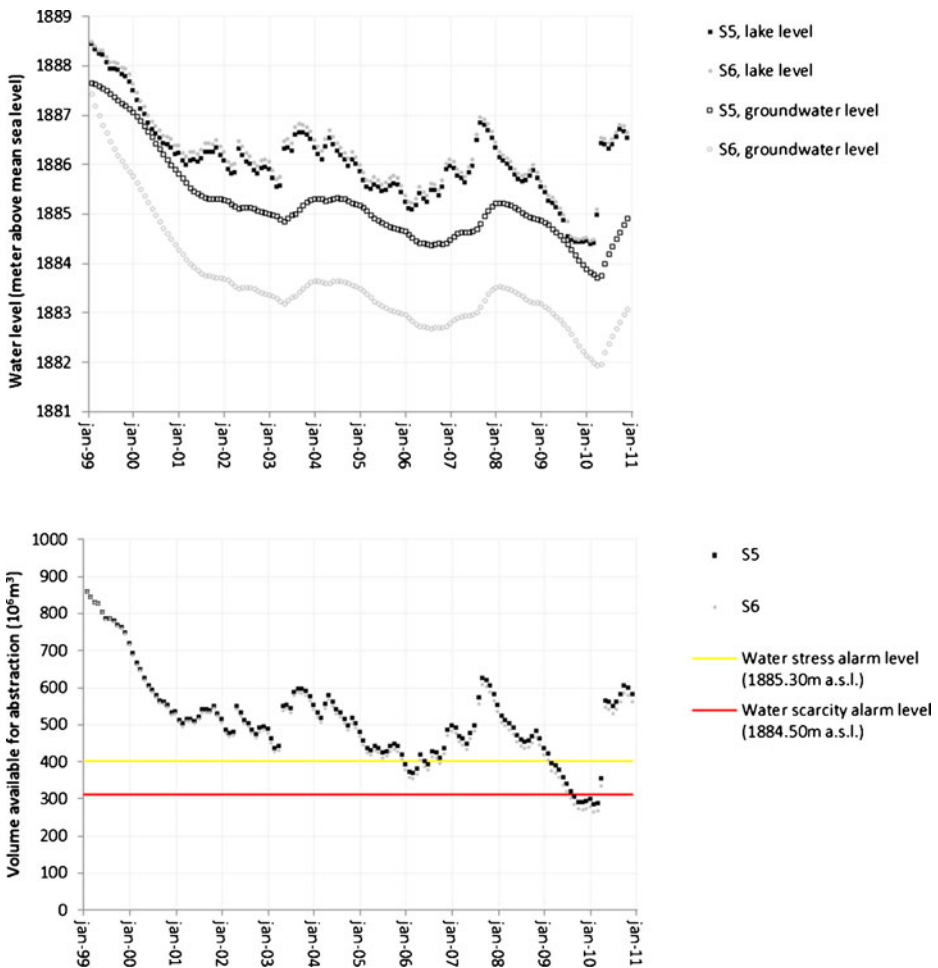 Water level (meter above mean sea level)
1889
1888
1887
1886
1885
1884
1883
1882
1881
jan-99
jan-00
jan-01
jan-02
jan-03
jan-04
jan-05
jan-06
jan-07
jan-08
jan-09
jan-10
jan-11
S5, lake level
S6, lake level
S5, groundwater level
S6, groundwater level
Volume available for abstraction (10⁶m³)
1000
900
800
700
600
500
400
300
200
100
0
jan-99
jan-00
jan-01
jan-02
jan-03
jan-04
jan-05
jan-06
jan-07
jan-08
jan-09
jan-10
jan-11
S5
S6
Water stress alarm level
(1885.30m a.s.l.)
Water scarcity alarm level
(1884.50m a.s.l.)